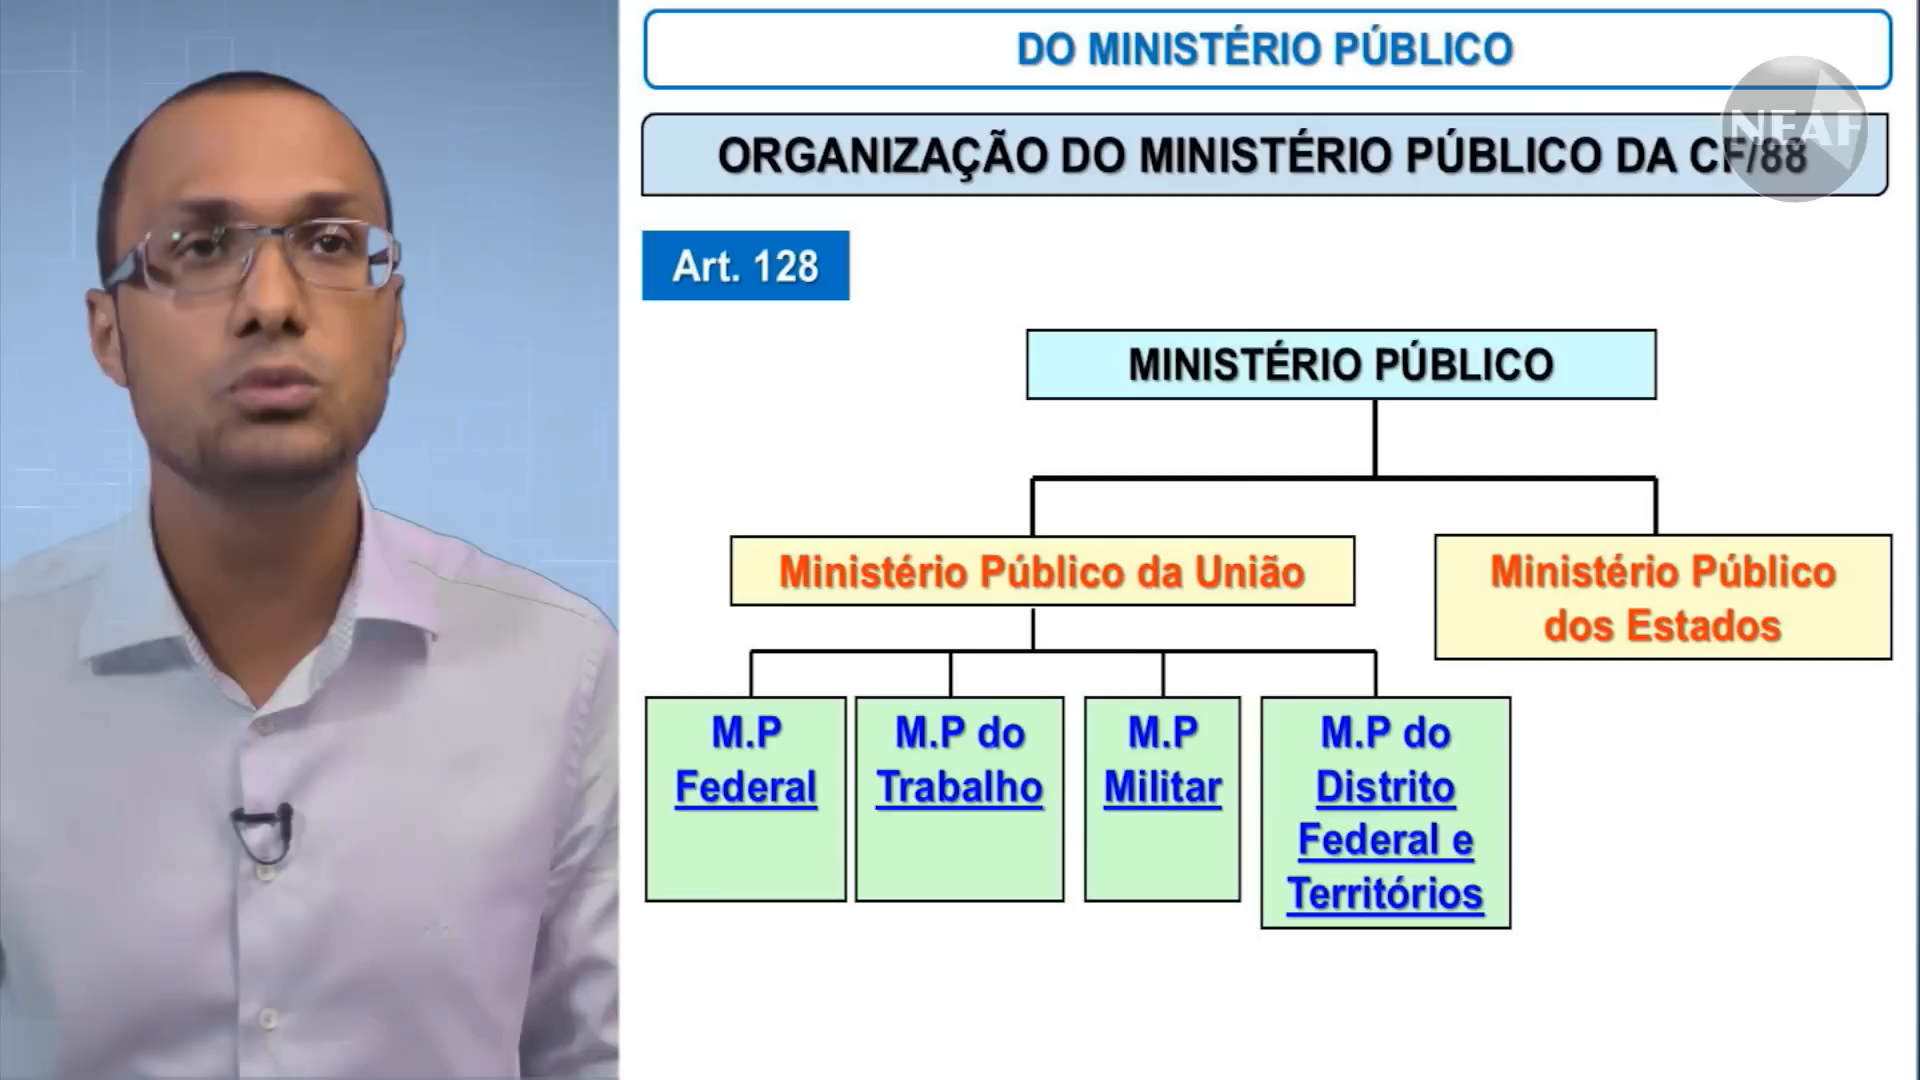 DO MINISTÉRIO PÚBLICO
NEAF
ORGANIZAÇÃO DO MINISTÉRIO PÚBLICO DA CF/88
Art. 128
MINISTÉRIO PÚBLICO
Ministério Público da União
Ministério Público
dos Estados
M.P
Federal
M.P do
Trabalho
M.P
Militar
M.P do
Distrito
Federal e
Territórios